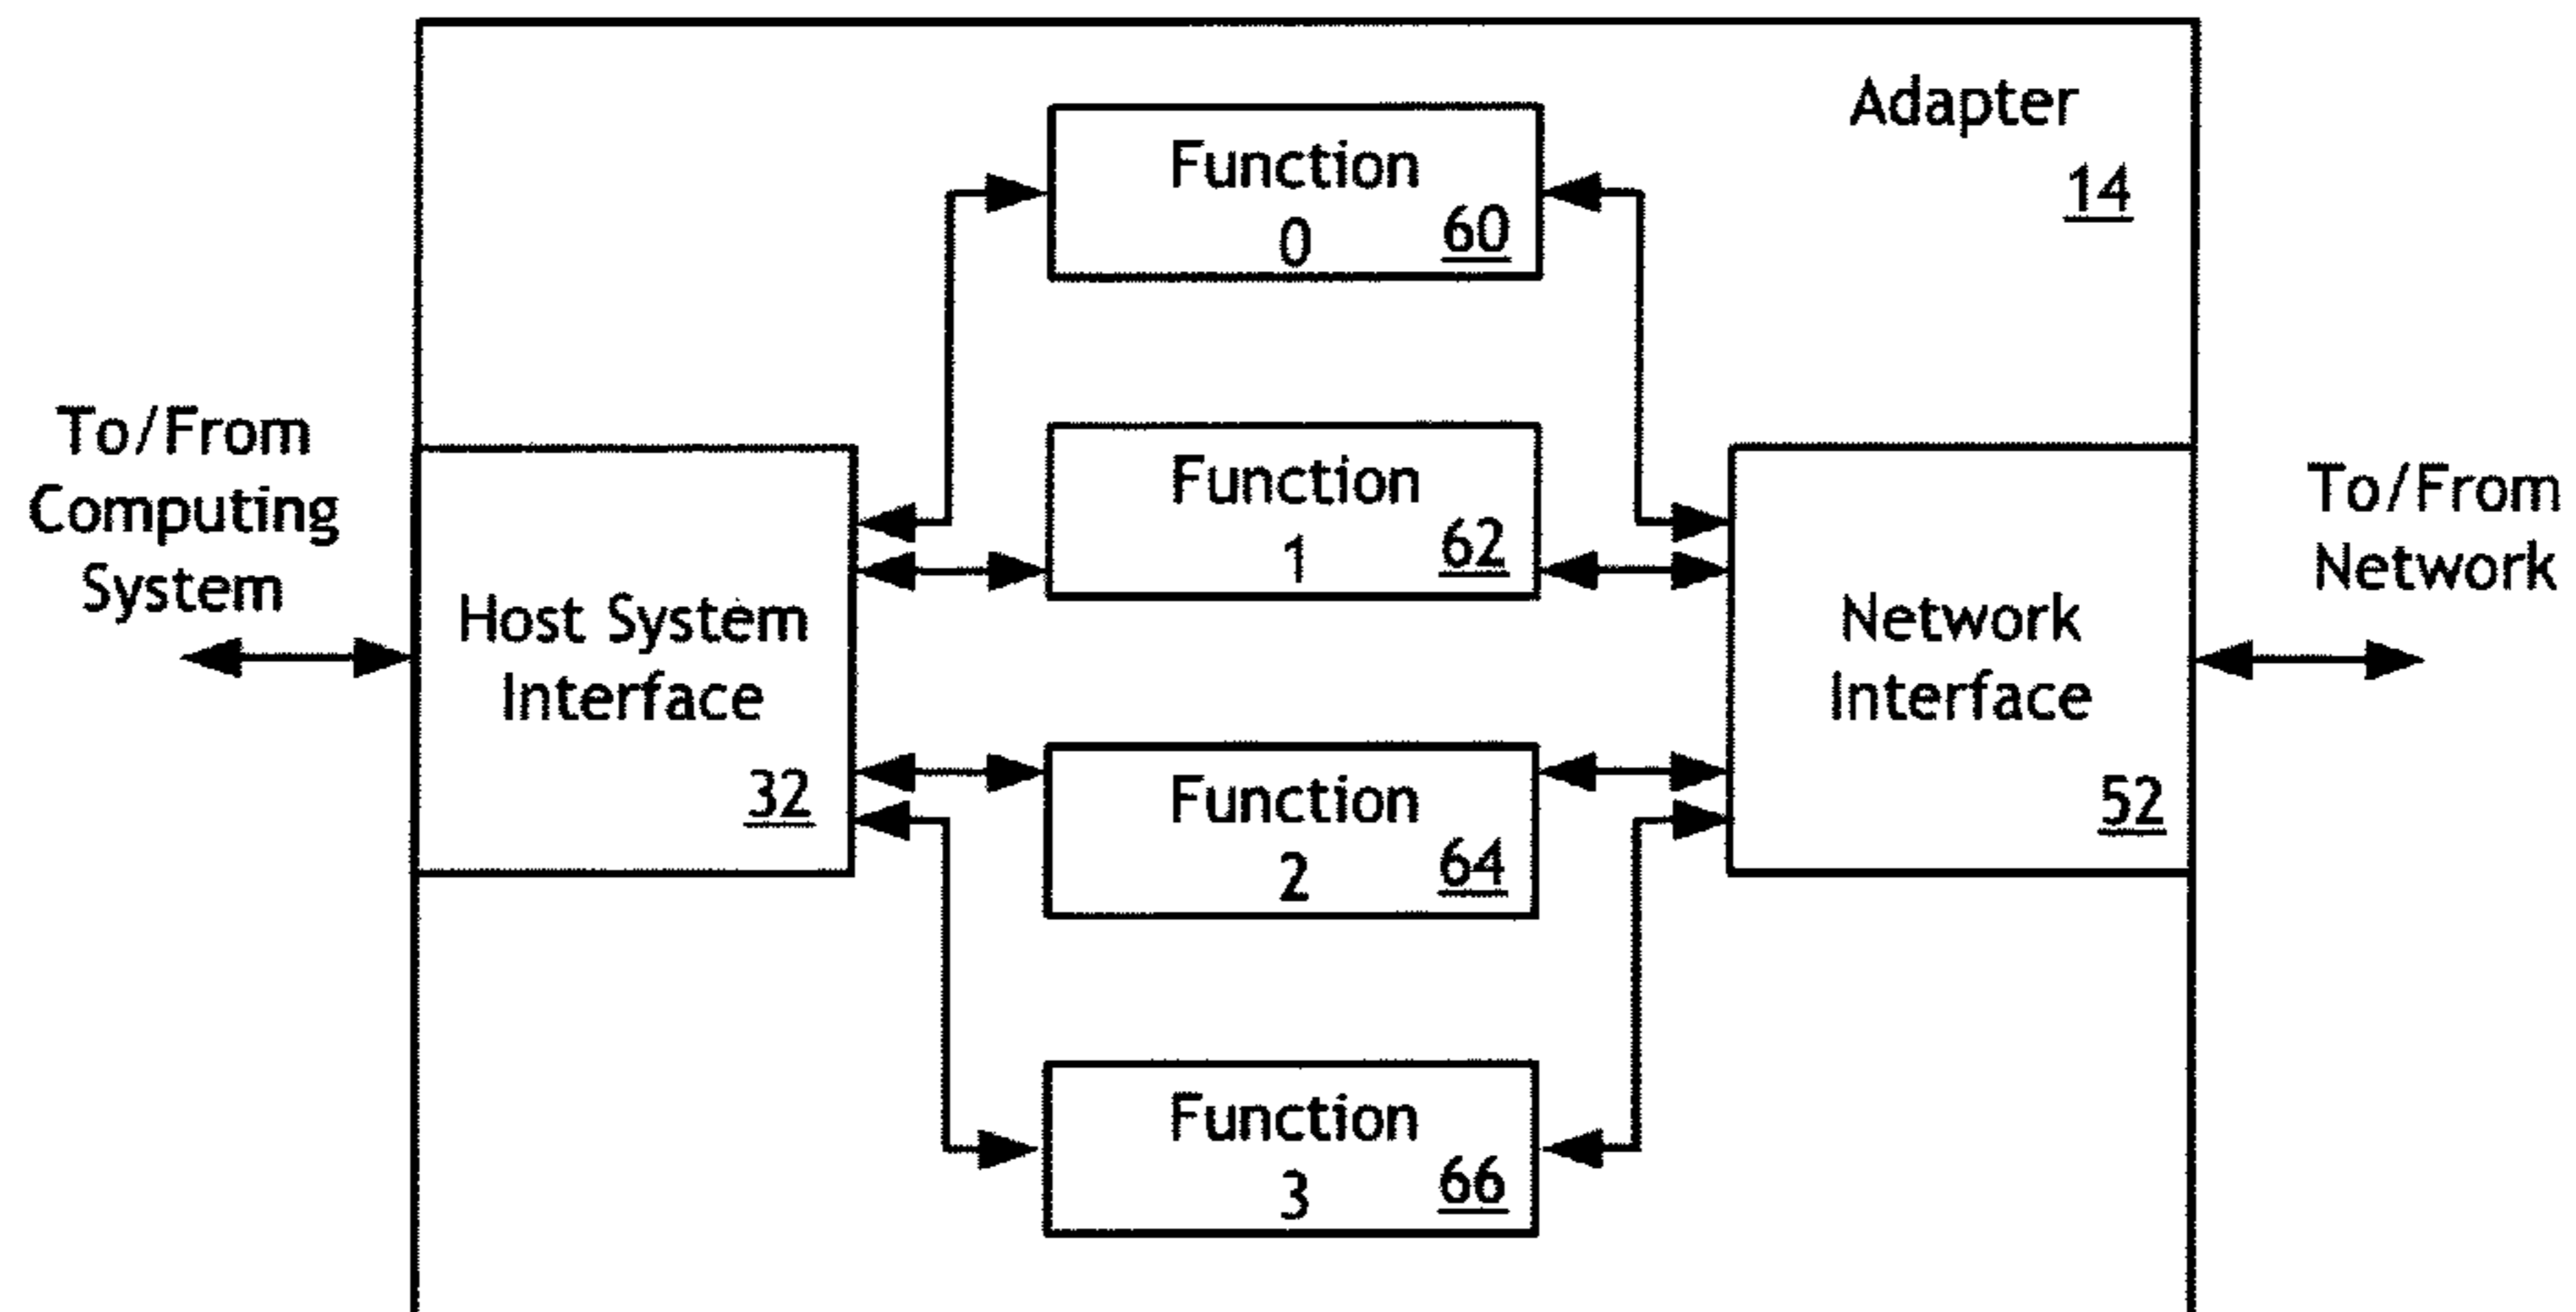 Adapter
14
Function
0 60
To/From
Computing
System
Function
1 62
To/From
Network
Host System
Interface
32
Network
Interface
52
Function
2 64
Function
3 66